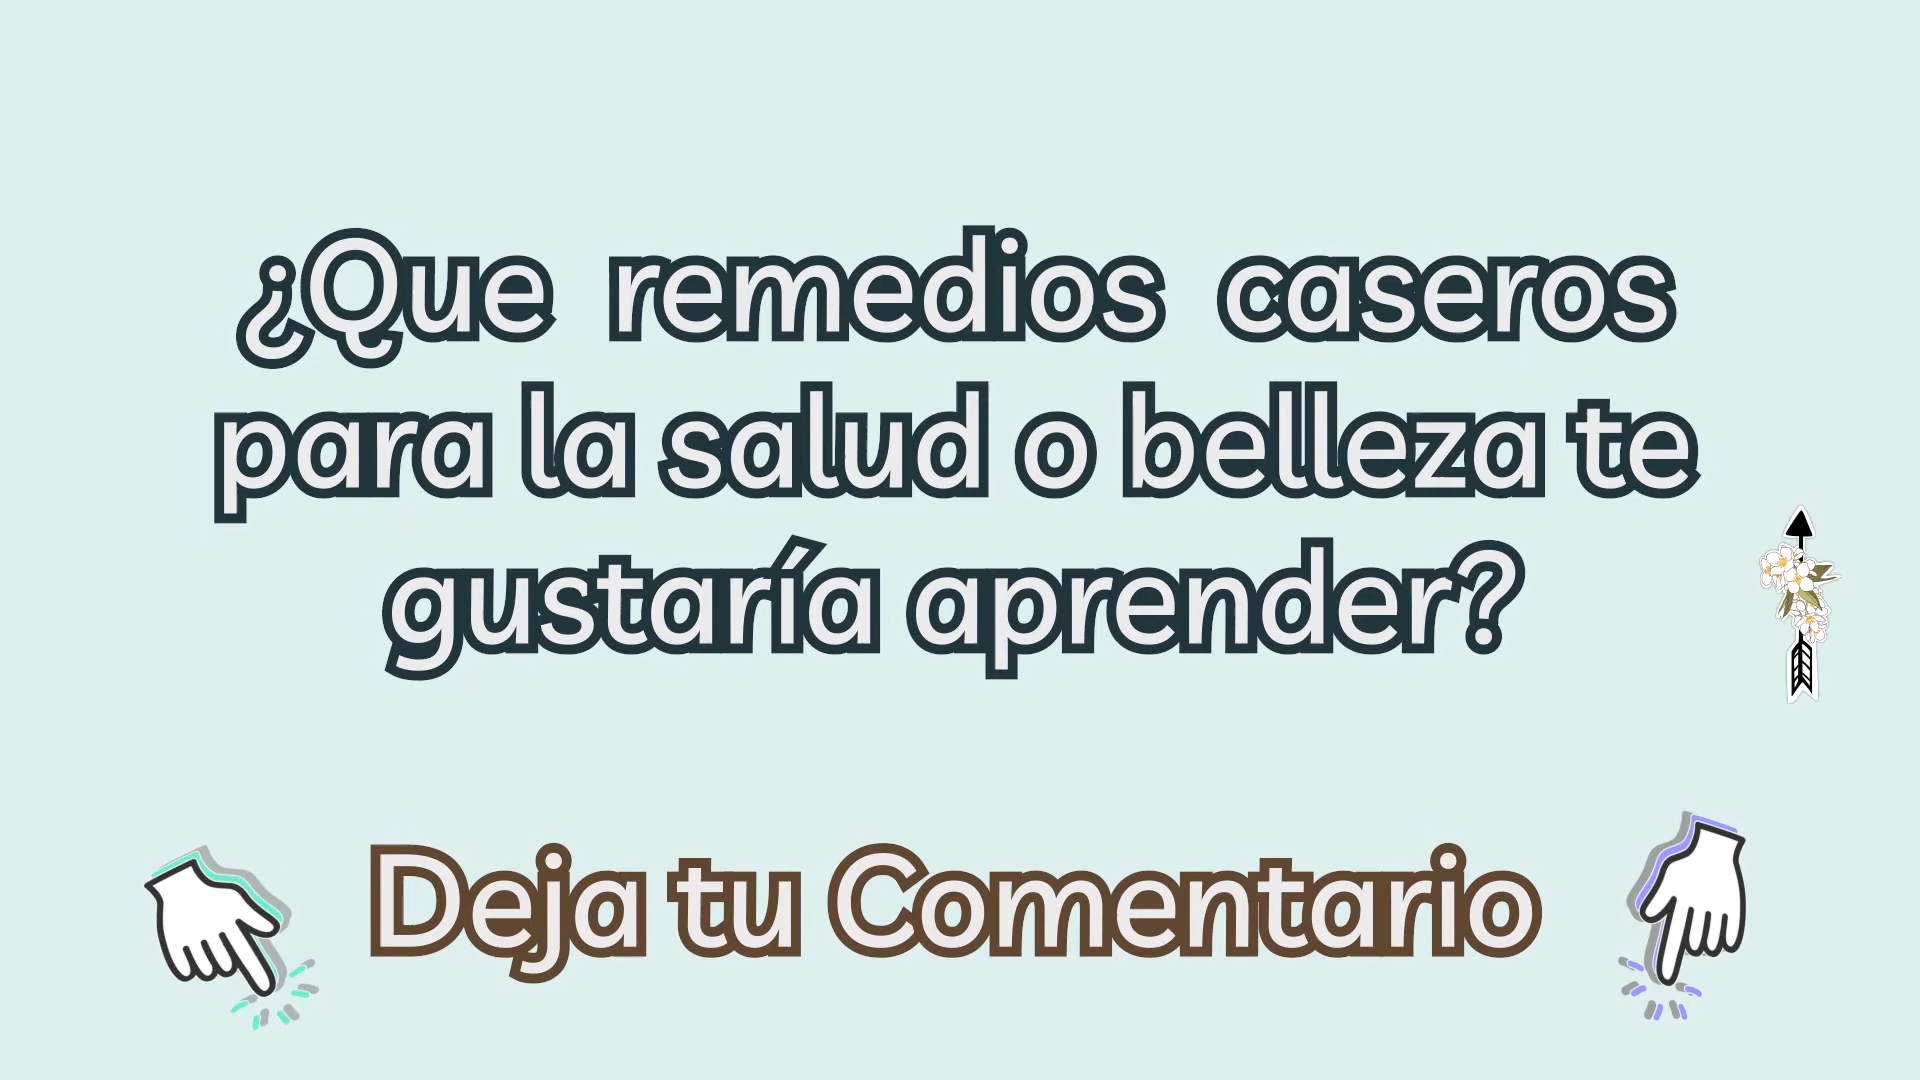 ¿Que remedios caseros
para la salud o belleza te
gustaría aprender?
Deja tu Comentario